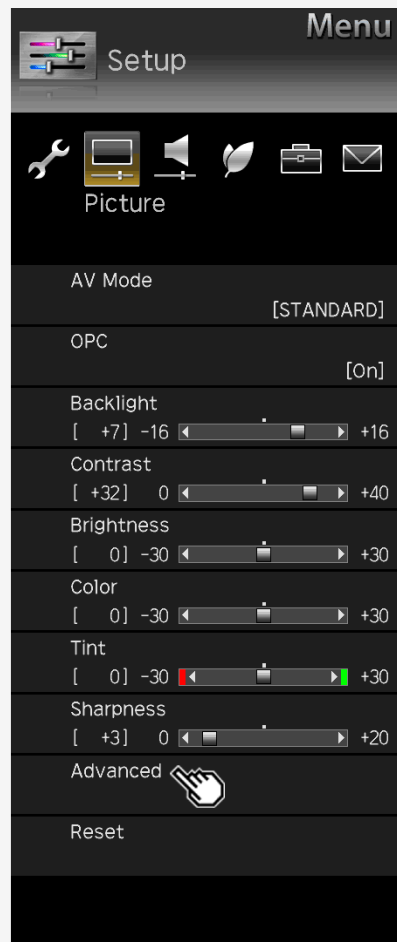 Menu
Setup
Picture
AV Mode
[STANDARD]
OPC
[On]
Backlight
[ +7] -16 +16
Contrast
[ +32] 0 +40
Brightness
[ 0] -30 +30
Color
[ 0] -30 +30
Tint
[ 0] -30 +30
Sharpness
[ +3] 0 +20
Advanced
Reset